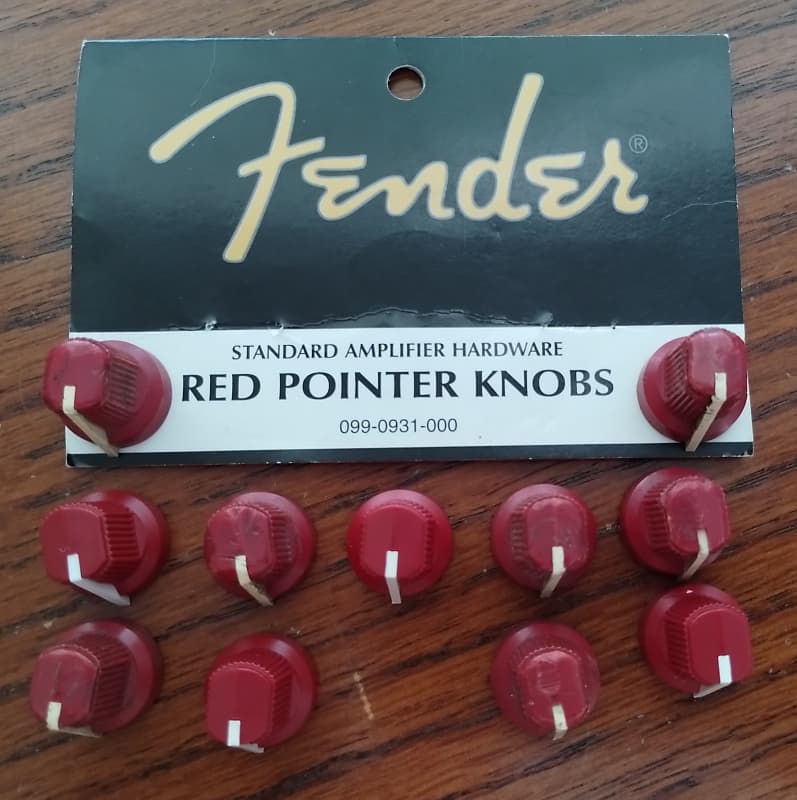 Fender®
STANDARD AMPLIFIER HARDWARE
RED POINTER KNOBS
099-0931-000